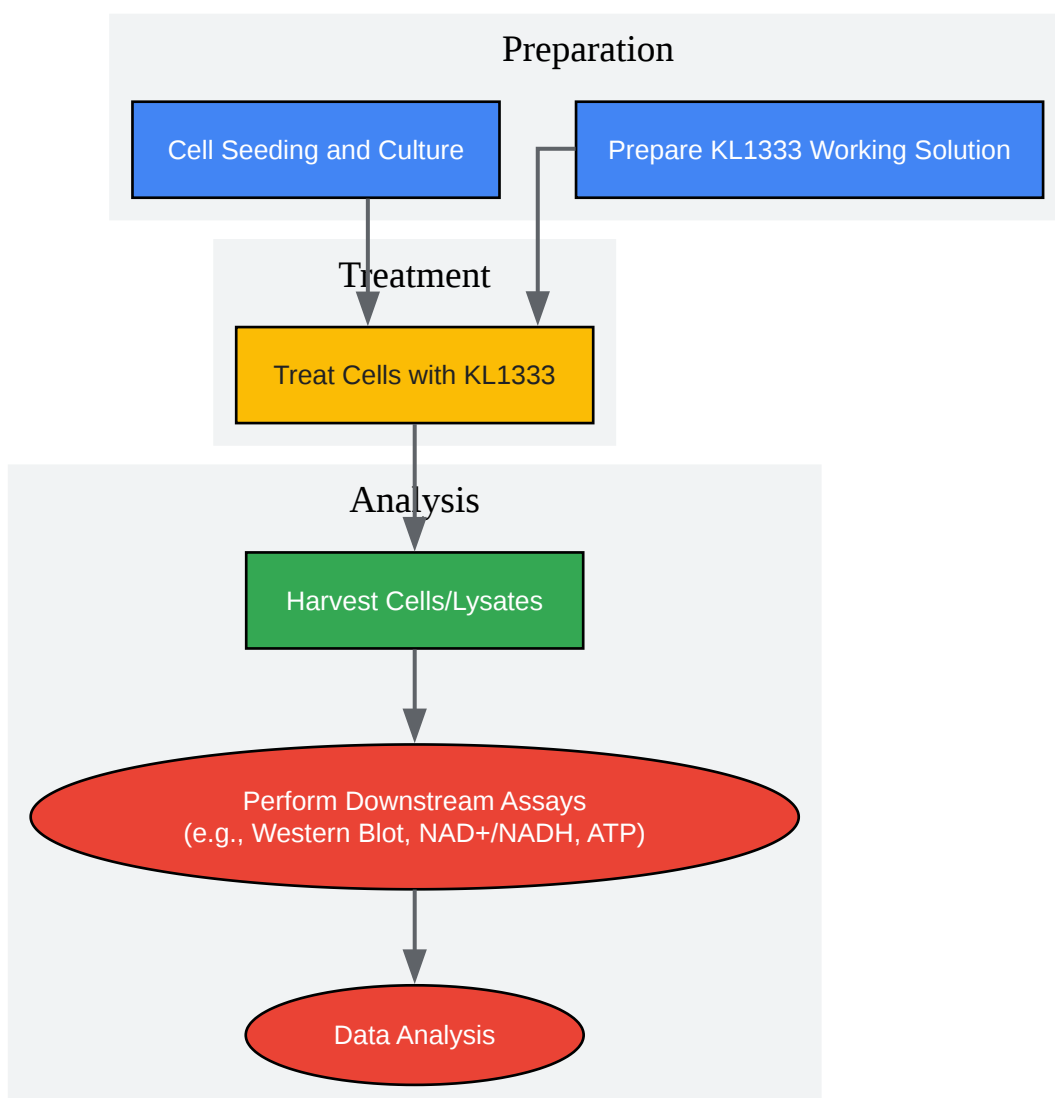 Preparation
Cell Seeding and Culture
Prepare KL1333 Working Solution
Treatment
Treat Cells with KL1333
Analysis
Harvest Cells/Lysates
Perform Downstream Assays
(e.g., Western Blot, NAD+/NADH, ATP)
Data Analysis